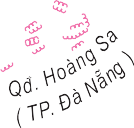 Qđ. Hoàng Sa
( TP. Đà Nẵng )